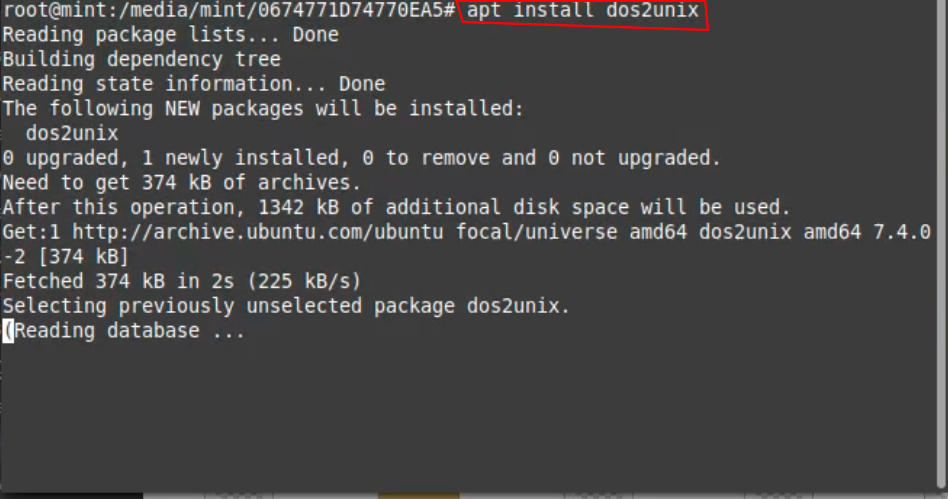 root@mint:/media/mint/0674771D74770EA5# apt install dos2unix
Reading package lists... Done
Building dependency tree
Reading state information... Done
The following NEW packages will be installed:
  dos2unix
0 upgraded, 1 newly installed, 0 to remove and 0 not upgraded.
Need to get 374 kB of archives.
After this operation, 1342 kB of additional disk space will be used.
Get:1 http://archive.ubuntu.com/ubuntu focal/universe amd64 dos2unix amd64 7.4.0
-2 [374 kB]
Fetched 374 kB in 2s (225 kB/s)
Selecting previously unselected package dos2unix.
(Reading database ...